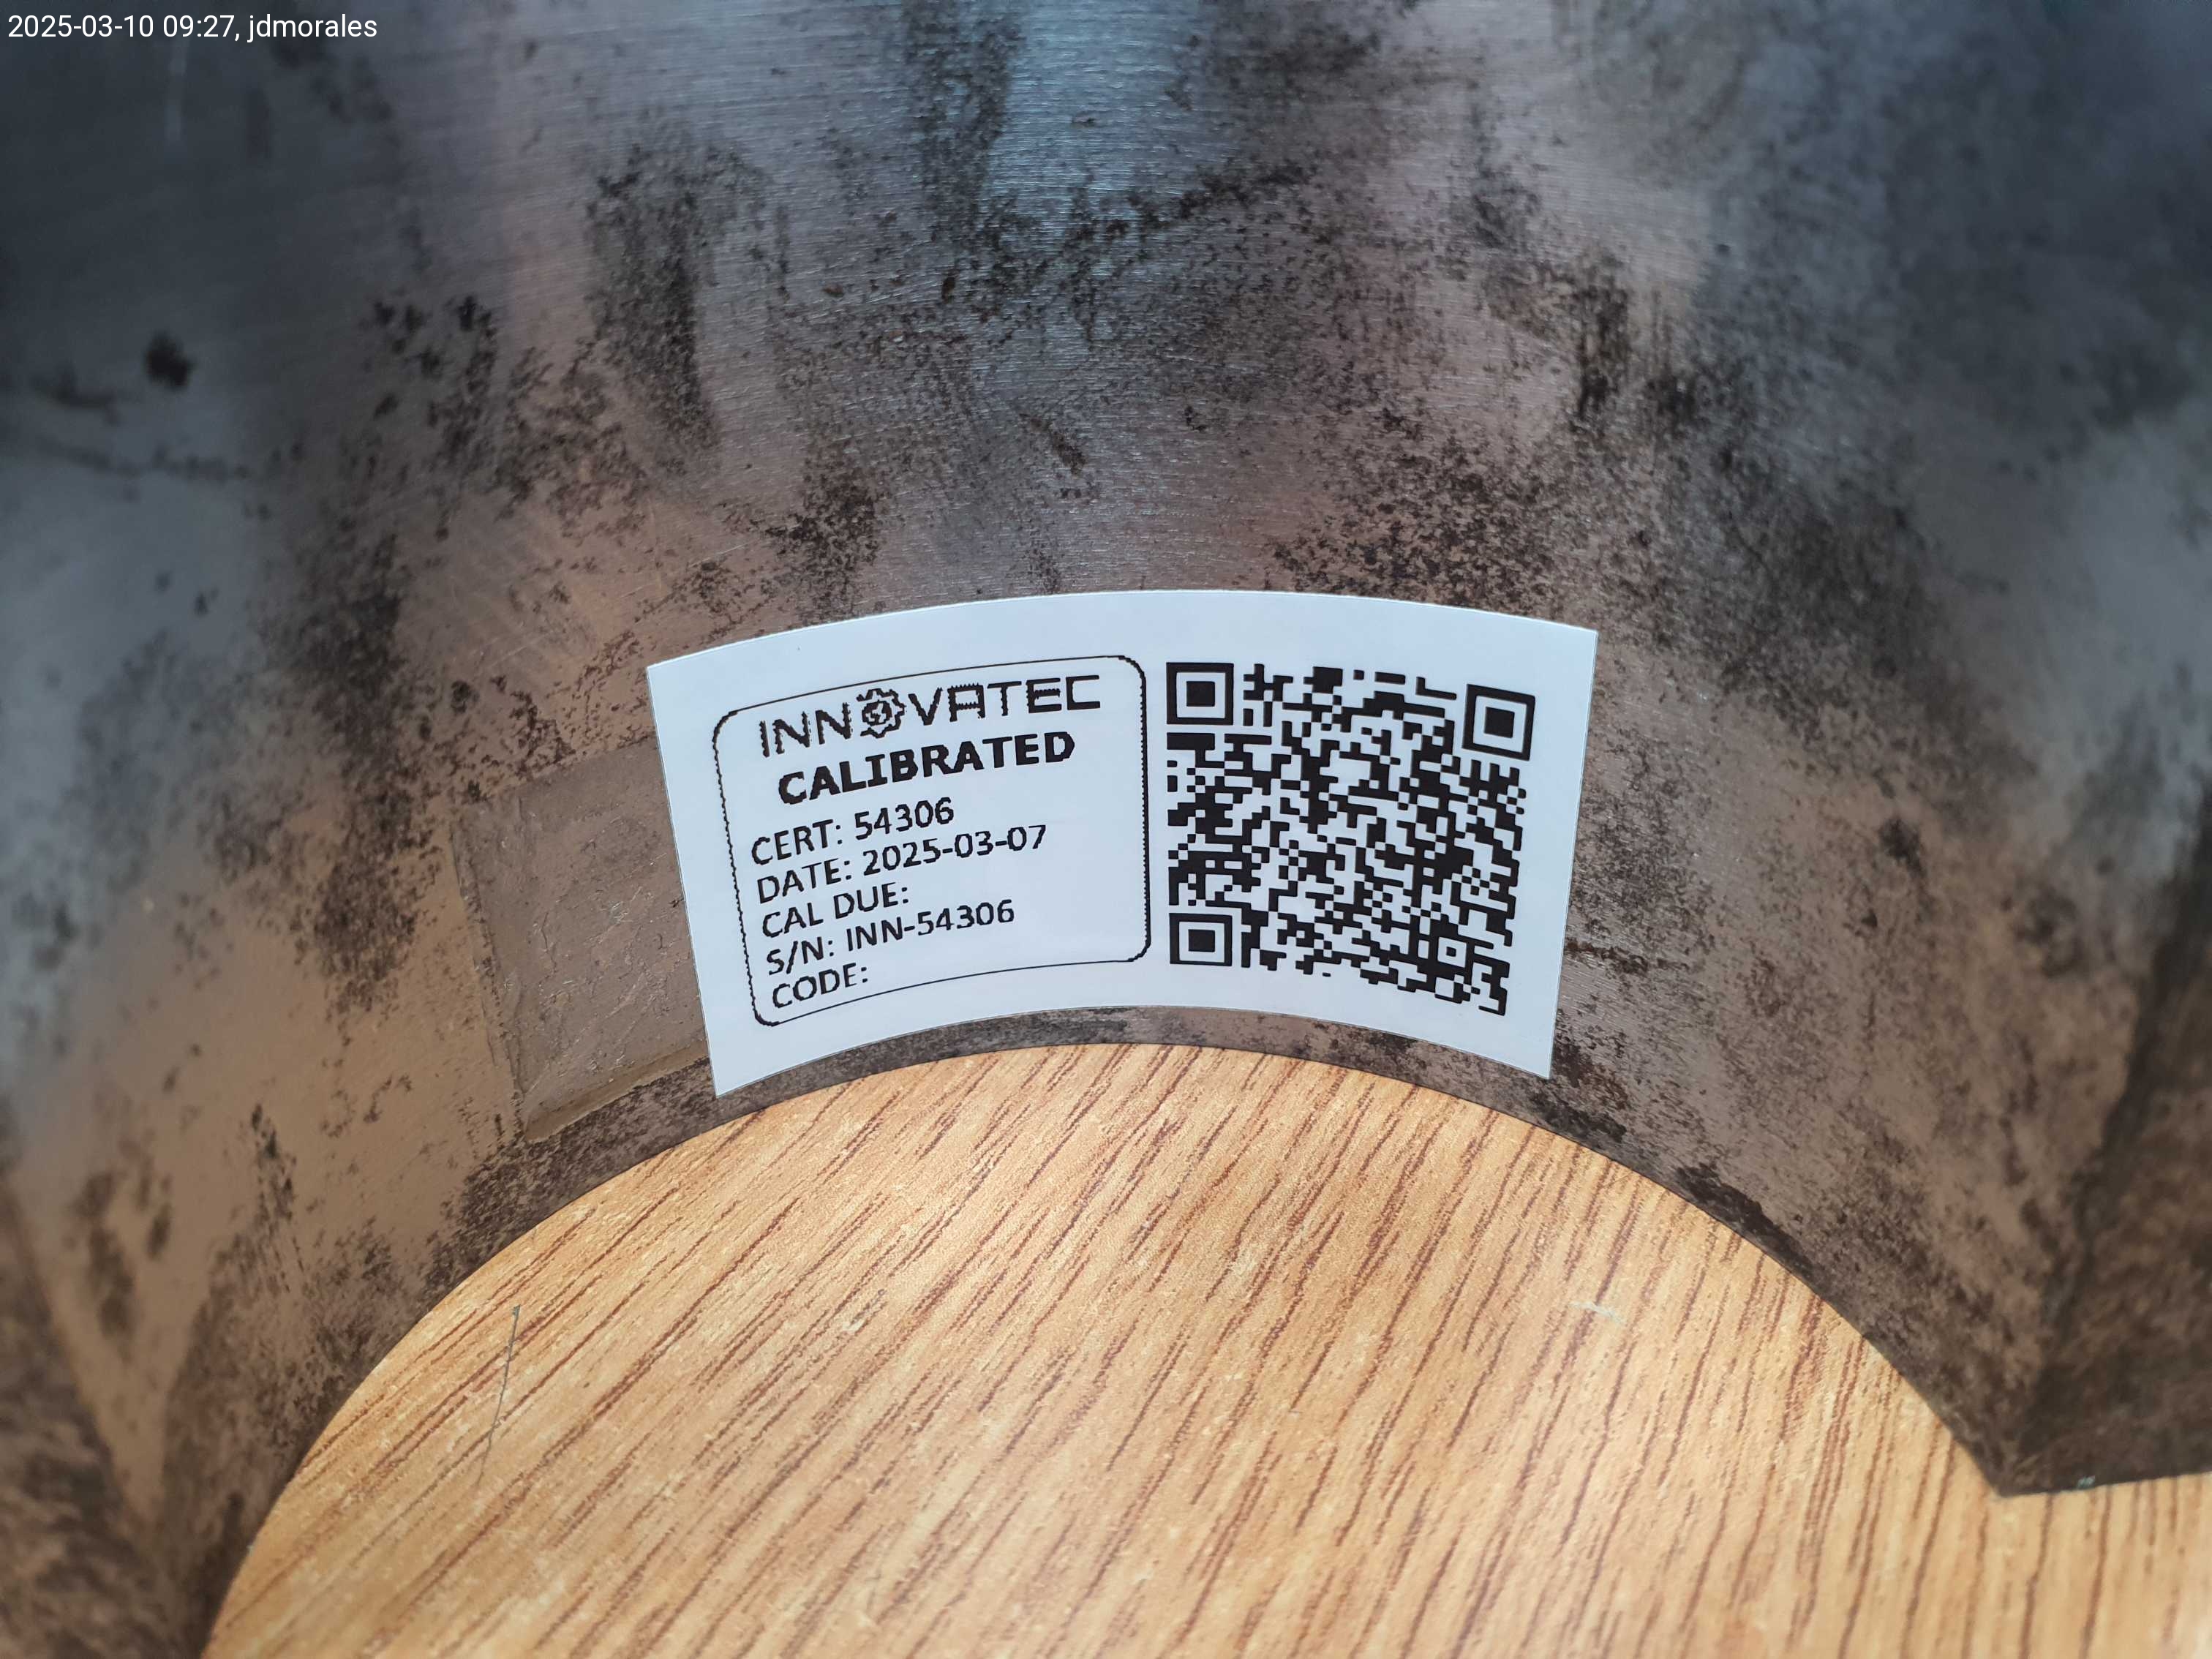 2025-03-10 09:27, jdmorales
INNOVATEC
CALIBRATED
CERT: 54306
DATE: 2025-03-07
CAL DUE:
S/N: INN-54306
CODE: